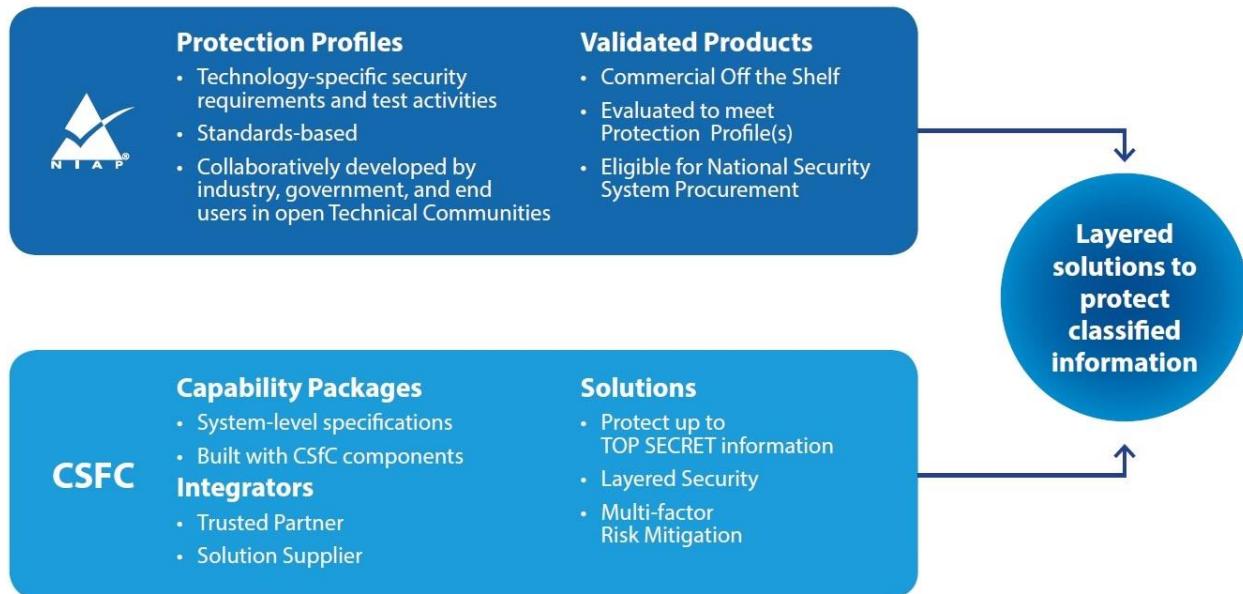 NIAP®
Protection Profiles
• Technology-specific security
requirements and test activities
• Standards-based
• Collaboratively developed by
industry, government, and end
users in open Technical Communities
Validated Products
• Commercial Off the Shelf
• Evaluated to meet
Protection Profile(s)
• Eligible for National Security
System Procurement
CSFC
Capability Packages
• System-level specifications
• Built with CSfC components
Integrators
• Trusted Partner
• Solution Supplier
Solutions
• Protect up to
TOP SECRET information
• Layered Security
• Multi-factor
Risk Mitigation
Layered
solutions to
protect
classified
information